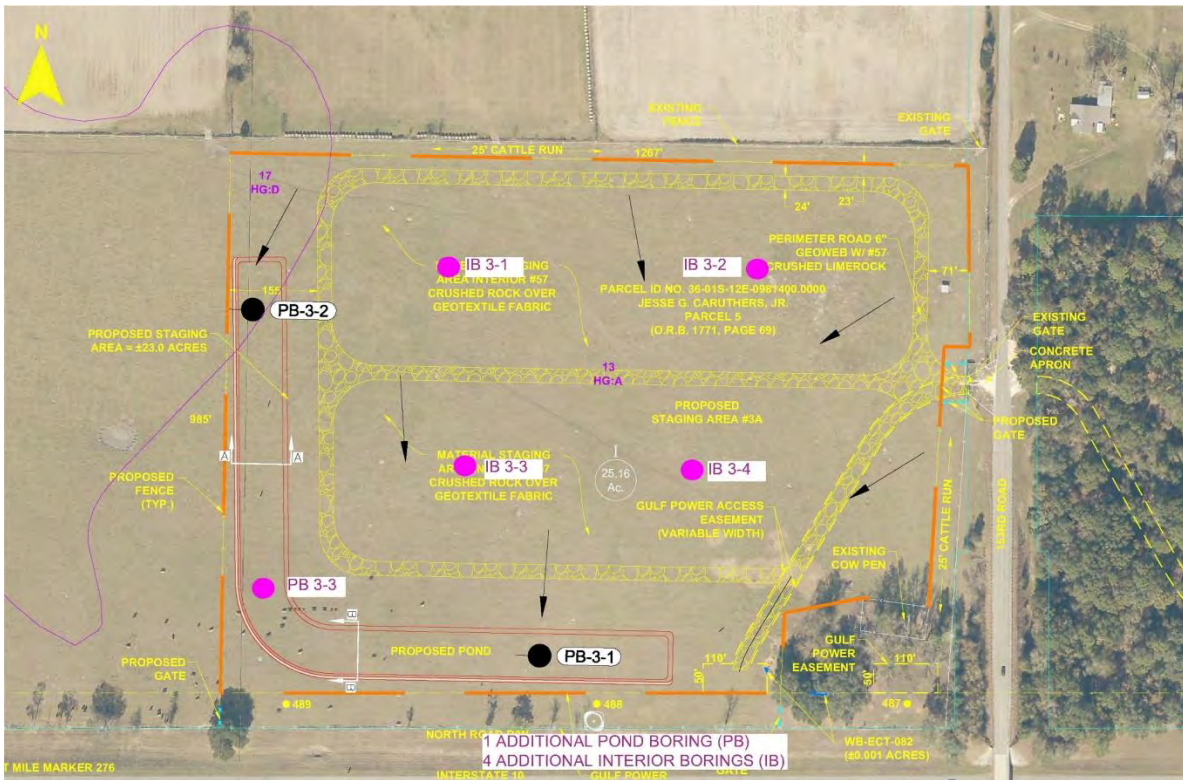 N
EXISTING
FENCE
EXISTING
GATE
25' CATTLE RUN
1267'
17
HG:D
24'
23'
IB 3-1
AREA INTERIOR #57
CRUSHED ROCK OVER
GEOTEXTILE FABRIC
IB 3-2
PERIMETER ROAD 6"
GEOWEB W/ #57
CRUSHED LIMEROCK
71'
PARCEL ID NO. 36-01S-12E-0981400.0000
JESSE G. CARUTHERS, JR.
PARCEL 5
(O.R.B. 1771, PAGE 69)
155'
PB-3-2
PROPOSED STAGING
AREA = ±23.0 ACRES
EXISTING
GATE
CONCRETE
APRON
13
HG:A
PROPOSED
STAGING AREA #3A
PROPOSED
GATE
985'
A
A
PROPOSED
FENCE
(TYP.)
MATERIAL STAGING
IB 3-3
CRUSHED ROCK OVER
GEOTEXTILE FABRIC
I
25.16
Ac.
IB 3-4
GULF POWER ACCESS
EASEMENT
(VARIABLE WIDTH)
25' CATTLE RUN
153RD ROAD
EXISTING
COW PEN
PB 3-3
B
B
PROPOSED POND
PB-3-1
GULF
POWER
EASEMENT
110'
50'
110'
50'
PROPOSED
GATE
489
488
487
WB-ECT-082
(±0.001 ACRES)
1 ADDITIONAL POND BORING (PB)
4 ADDITIONAL INTERIOR BORINGS (IB)
T MILE MARKER 276
INTERSTATE 10
GULF POWER
GATE